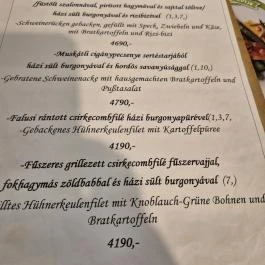 füstölt szalonnával, pirított hagymával és sajttal töltve/
házi sült burgonyával és rizibizivel (1,3,7,)
-Schweinerücken gebacken, gefüllt mit Speck, Zwiebeln und Käse,
mit Bratkartoffeln und Rizi-bizi
4690,-
-Muskátli cigánypecsenye sertéstarjából
házi sült burgonyával és hordós savanyúsággal (1,10,)
-Gebratene Schweinenacke mit hausgemachten Bratkartoffeln und
Pußtasalat
4790,-
-Falusi rántott csirkecombfilé házi burgonyapürével(1,3,7,
-Gebackenes Hühnerkeulenfilet mit Kartoffelpüree
4190,-
-Fűszeres grillezett csirkecombfilé fűszervajjal,
fokhagymás zöldbabbal és házi sült burgonyával (7,)
illtes Hühnerkeulenfilet mit Knoblauch-Grüne Bohnen und
Bratkartoffeln
4190,-